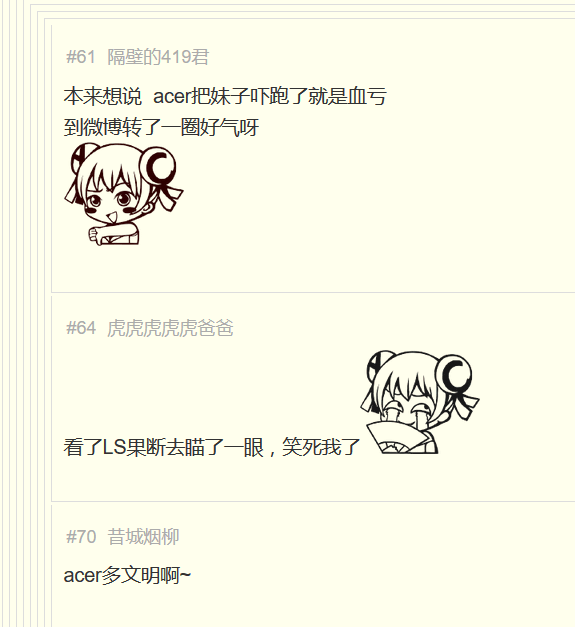 #61 隔壁的419君
本来想说 acer把妹子吓跑了就是血亏
到微博转了一圈好气呀
#64 虎虎虎虎虎爸爸
看了LS果断去瞄了一眼，笑死我了
#70 昔城烟柳
acer多文明啊~